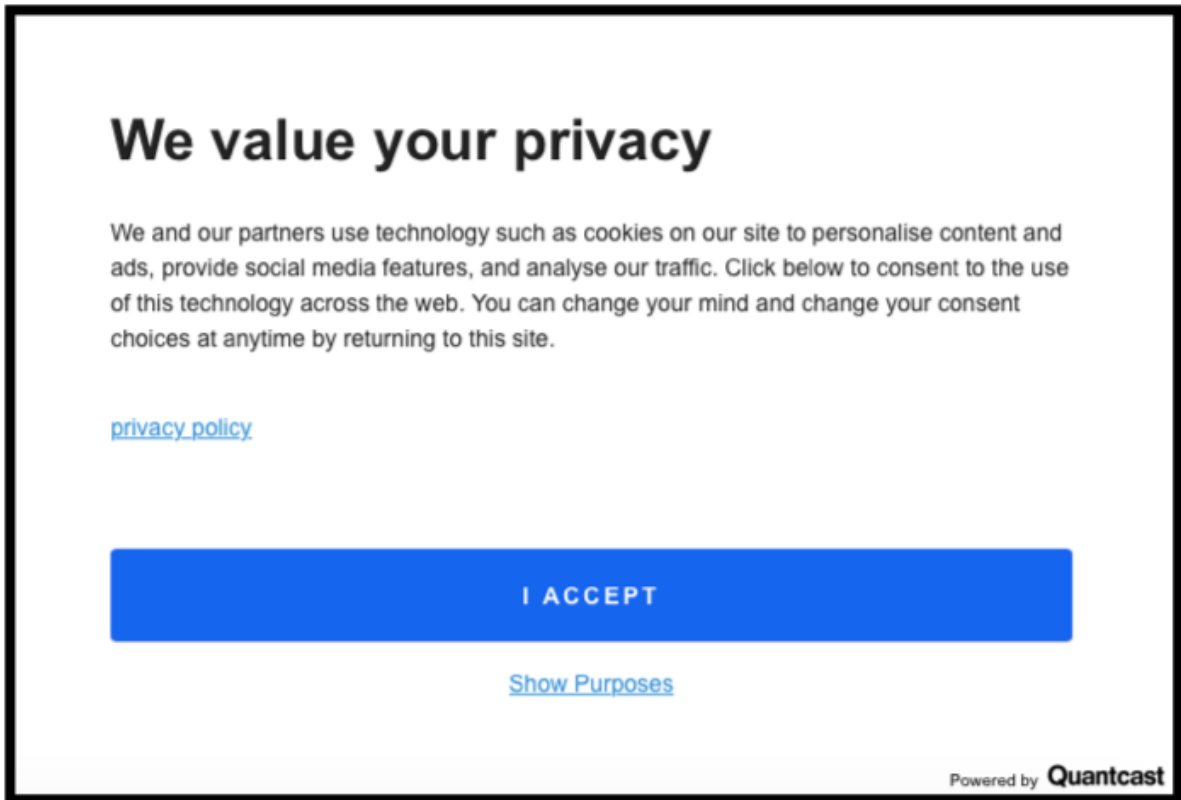 We value your privacy
We and our partners use technology such as cookies on our site to personalise content and
ads, provide social media features, and analyse our traffic. Click below to consent to the use
of this technology across the web. You can change your mind and change your consent
choices at anytime by returning to this site.
privacy policy
I ACCEPT
Show Purposes
Powered by Quantcast